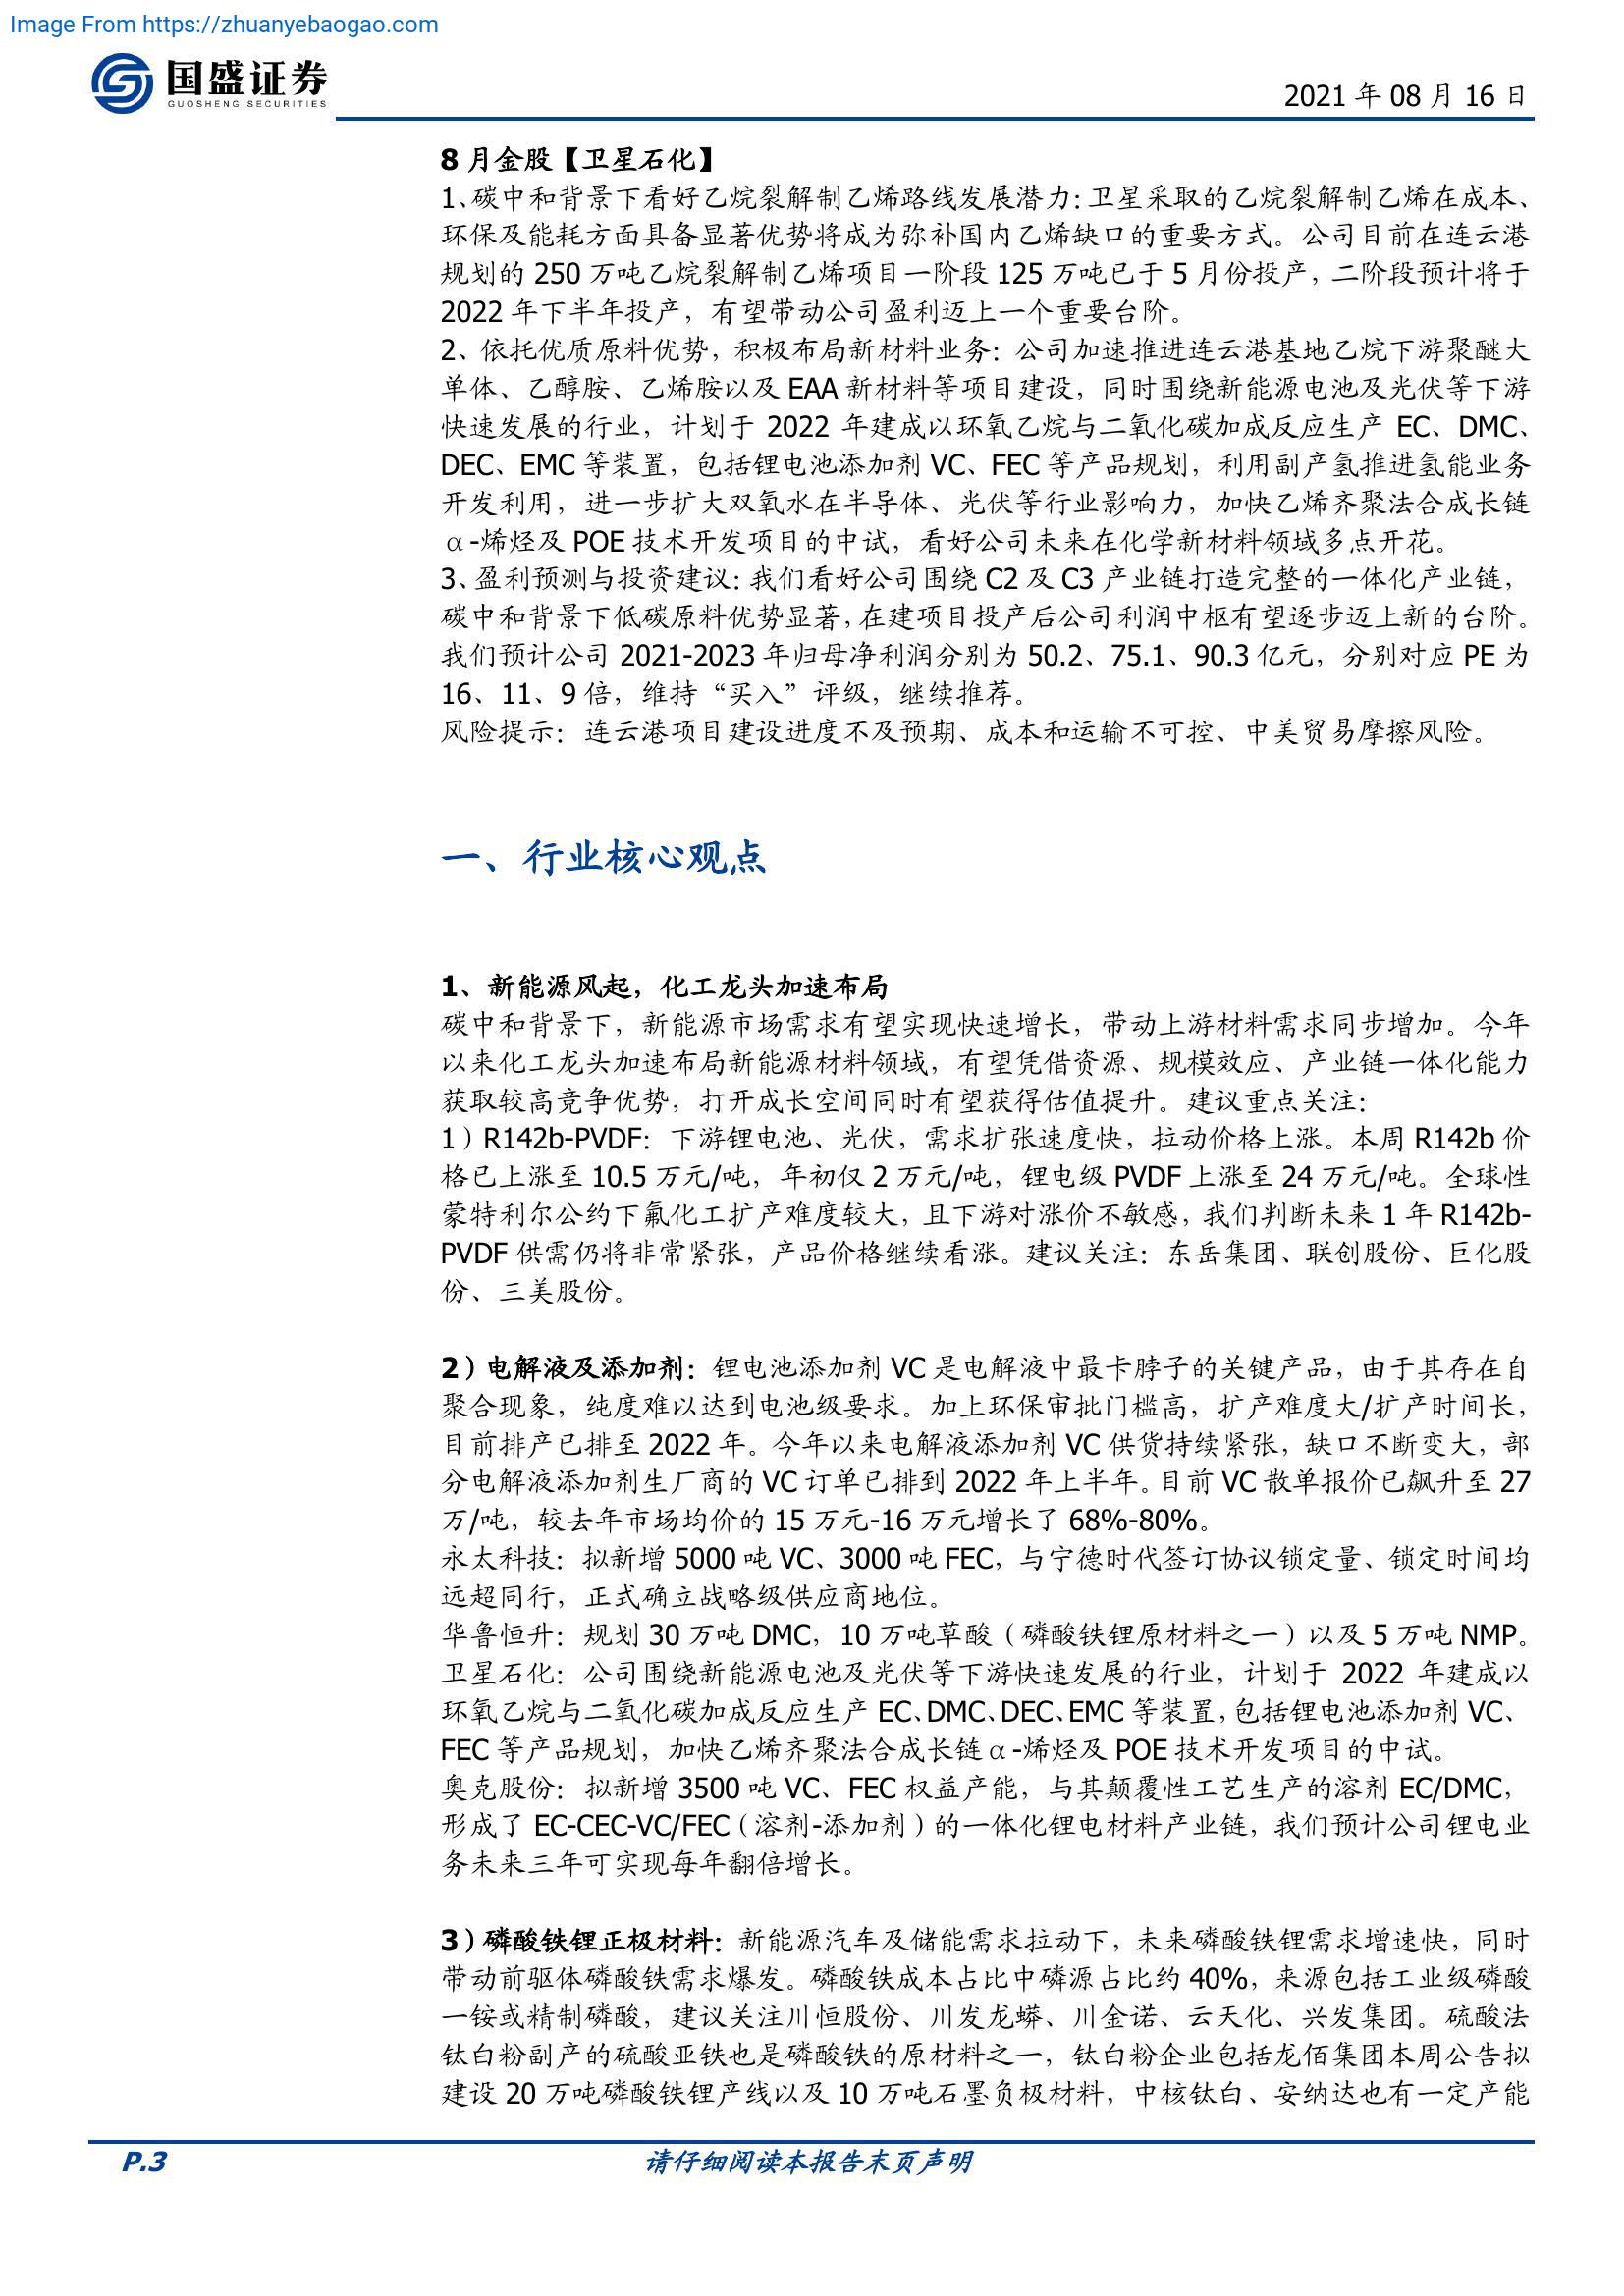 Image From https://zhuanyebaogao.com
国盛证券
GUOSHENG SECURITIES
2021 年 08 月 16 日
8 月金股【卫星石化】
1、碳中和背景下看好乙烷裂解制乙烯路线发展潜力：卫星采取的乙烷裂解制乙烯在成本、
环保及能耗方面具备显著优势将成为弥补国内乙烯缺口的重要方式。公司目前在连云港
规划的 250 万吨乙烷裂解制乙烯项目一阶段 125 万吨已于 5 月份投产，二阶段预计将于
2022 年下半年投产，有望带动公司盈利迈上一个重要台阶。
2、依托优质原料优势，积极布局新材料业务：公司加速推进连云港基地乙烷下游聚醚大
单体、乙醇胺、乙烯胺以及 EAA 新材料等项目建设，同时围绕新能源电池及光伏等下游
快速发展的行业，计划于 2022 年建成以环氧乙烷与二氧化碳加成反应生产 EC、DMC、
DEC、EMC 等装置，包括锂电池添加剂 VC、FEC 等产品规划，利用副产氢推进氢能业务
开发利用，进一步扩大双氧水在半导体、光伏等行业影响力，加快乙烯齐聚法合成长链
α-烯烃及 POE 技术开发项目的中试，看好公司未来在化学新材料领域多点开花。
3、盈利预测与投资建议：我们看好公司围绕 C2 及 C3 产业链打造完整的一体化产业链，
碳中和背景下低碳原料优势显著，在建项目投产后公司利润中枢有望逐步迈上新的台阶。
我们预计公司 2021-2023 年归母净利润分别为 50.2、75.1、90.3 亿元，分别对应 PE 为
16、11、9 倍，维持“买入”评级，继续推荐。
风险提示：连云港项目建设进度不及预期、成本和运输不可控、中美贸易摩擦风险。
一、行业核心观点
1、新能源风起，化工龙头加速布局
碳中和背景下，新能源市场需求有望实现快速增长，带动上游材料需求同步增加。今年
以来化工龙头加速布局新能源材料领域，有望凭借资源、规模效应、产业链一体化能力
获取较高竞争优势，打开成长空间同时有望获得估值提升。建议重点关注：
1）R142b-PVDF：下游锂电池、光伏，需求扩张速度快，拉动价格上涨。本周 R142b 价
格已上涨至 10.5 万元/吨，年初仅 2 万元/吨，锂电级 PVDF 上涨至 24 万元/吨。全球性
蒙特利尔公约下氟化工扩产难度较大，且下游对涨价不敏感，我们判断未来 1 年 R142b-
PVDF 供需仍将非常紧张，产品价格继续看涨。建议关注：东岳集团、联创股份、巨化股
份、三美股份。
2）电解液及添加剂：锂电池添加剂 VC 是电解液中最卡脖子的关键产品，由于其存在自
聚合现象，纯度难以达到电池级要求。加上环保审批门槛高，扩产难度大/扩产时间长，
目前排产已排至 2022 年。今年以来电解液添加剂 VC 供货持续紧张，缺口不断变大，部
分电解液添加剂生厂商的 VC 订单已排到 2022 年上半年。目前 VC 散单报价已飙升至 27
万/吨，较去年市场均价的 15 万元-16 万元增长了 68%-80%。
永太科技：拟新增 5000 吨 VC、3000 吨 FEC，与宁德时代签订协议锁定量、锁定时间均
远超同行，正式确立战略级供应商地位。
华鲁恒升：规划 30 万吨 DMC，10 万吨草酸（磷酸铁锂原材料之一）以及 5 万吨 NMP。
卫星石化：公司围绕新能源电池及光伏等下游快速发展的行业，计划于 2022 年建成以
环氧乙烷与二氧化碳加成反应生产 EC、DMC、DEC、EMC 等装置，包括锂电池添加剂 VC、
FEC 等产品规划，加快乙烯齐聚法合成长链α-烯烃及 POE 技术开发项目的中试。
奥克股份：拟新增 3500 吨 VC、FEC 权益产能，与其颠覆性工艺生产的溶剂 EC/DMC，
形成了 EC-CEC-VC/FEC（溶剂-添加剂）的一体化锂电材料产业链，我们预计公司锂电业
务未来三年可实现每年翻倍增长。
3）磷酸铁锂正极材料：新能源汽车及储能需求拉动下，未来磷酸铁锂需求增速快，同时
带动前驱体磷酸铁需求爆发。磷酸铁成本占比中磷源占比约 40%，来源包括工业级磷酸
一铵或精制磷酸，建议关注川恒股份、川发龙蟒、川金诺、云天化、兴发集团。硫酸法
钛白粉副产的硫酸亚铁也是磷酸铁的原材料之一，钛白粉企业包括龙佰集团本周公告拟
建设 20 万吨磷酸铁锂产线以及 10 万吨石墨负极材料，中核钛白、安纳达也有一定产能
P.3
请仔细阅读本报告末页声明